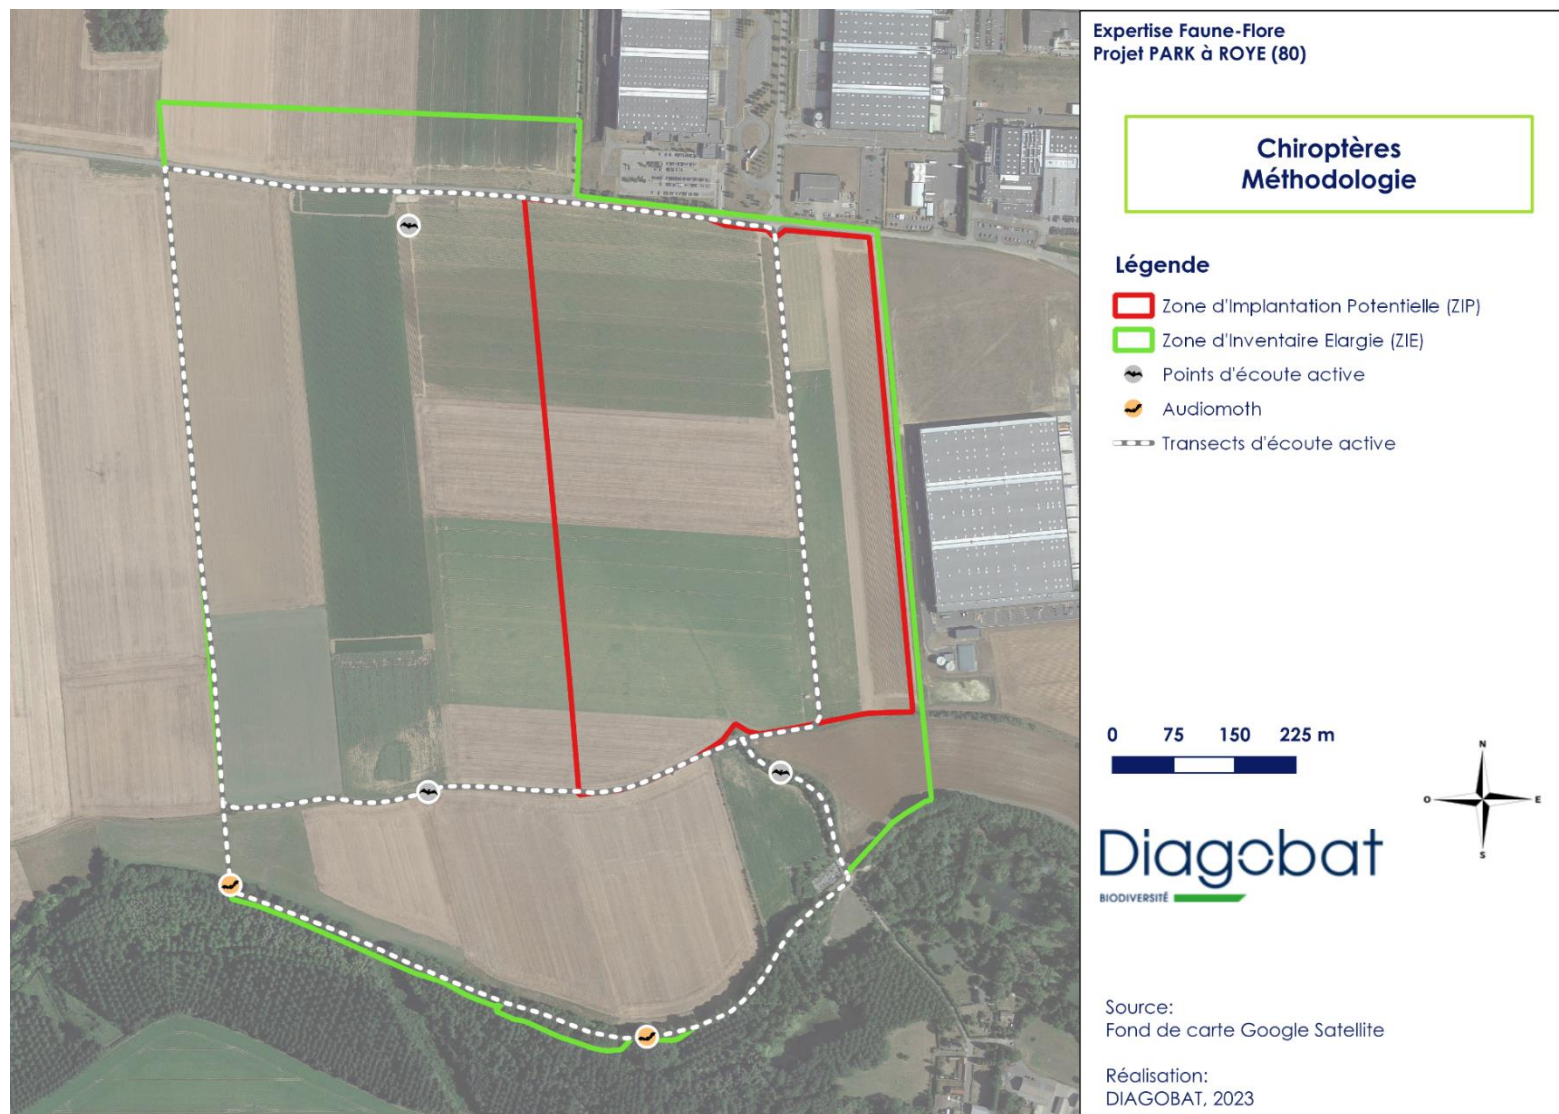 Expertise Faune-Flore
Projet PARK à ROYE (80)
Chiroptères
Méthodologie
Légende
Zone d'Implantation Potentielle (ZIP)
Zone d'Inventaire Elargie (ZIE)
Points d'écoute active
Audiomoth
Transects d'écoute active
0 75 150 225 m
N
O E
S
Diagobat
BIODIVERSITÉ
Source:
Fond de carte Google Satellite
Réalisation:
DIAGOBAT, 2023